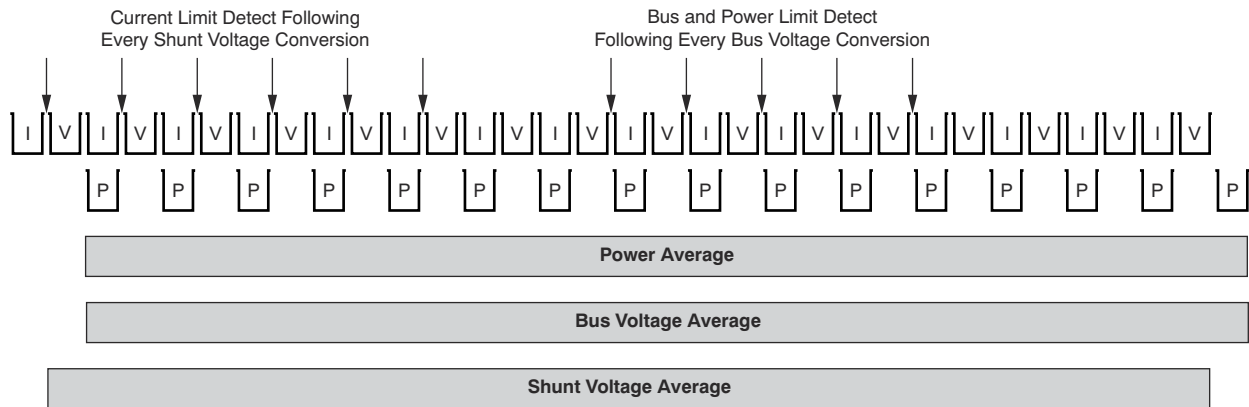 Current Limit Detect Following
Every Shunt Voltage Conversion
Bus and Power Limit Detect
Following Every Bus Voltage Conversion
I V I V I V I V I V I V I V I V I V I V I V I V I V I V I V I V
P P P P P P P P P P P P P P P P
Power Average
Bus Voltage Average
Shunt Voltage Average